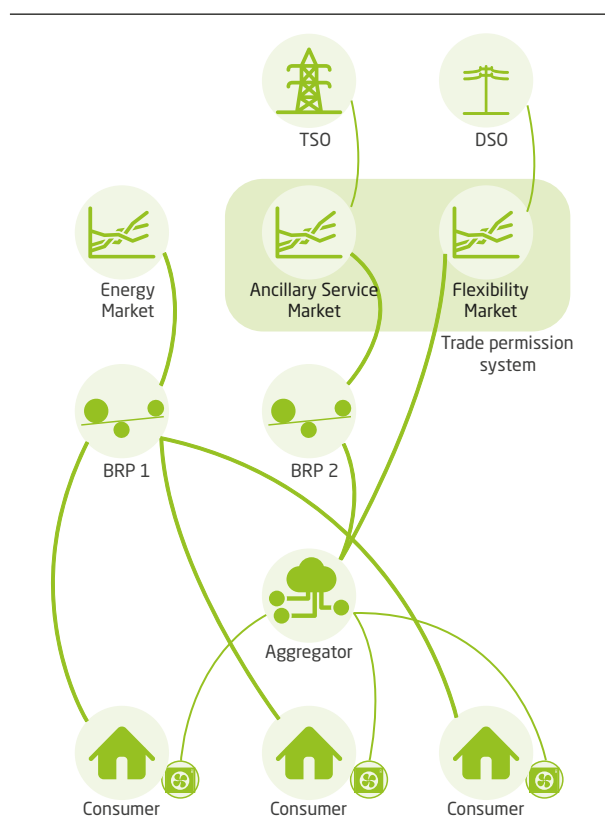 TSO
DSO
Energy
Market
Ancillary Service
Market
Flexibility
Market
Trade permission
system
BRP 1
BRP 2
Aggregator
Consumer
Consumer
Consumer